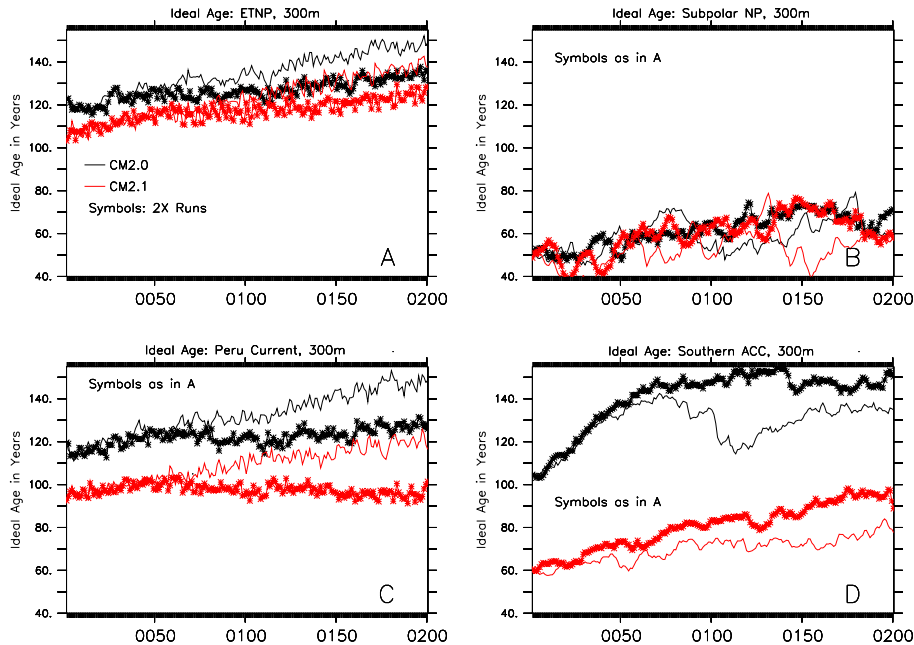 Ideal Age: ETNP, 300m
Ideal Age in Years
140.
120.
100.
80.
60.
40.
CM2.0
CM2.1
Symbols: 2X Runs
A
0050
0100
0150
0200
Ideal Age: Subpolar NP, 300m
Ideal Age in Years
140.
120.
100.
80.
60.
40.
Symbols as in A
B
0050
0100
0150
0200
Ideal Age: Peru Current, 300m
Ideal Age in Years
140.
120.
100.
80.
60.
40.
Symbols as in A
C
0050
0100
0150
0200
Ideal Age: Southern ACC, 300m
Ideal Age in Years
140.
120.
100.
80.
60.
40.
Symbols as in A
D
0050
0100
0150
0200